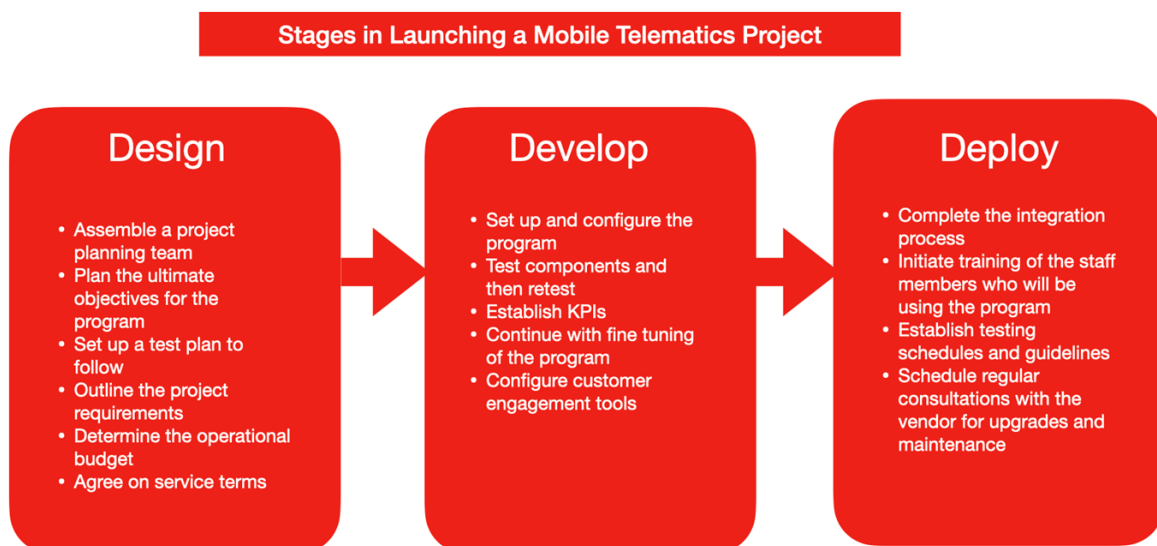 Stages in Launching a Mobile Telematics Project
Design
• Assemble a project
planning team
• Plan the ultimate
objectives for the
program
• Set up a test plan to
follow
• Outline the project
requirements
• Determine the operational
budget
• Agree on service terms
Develop
• Set up and configure the
program
• Test components and
then retest
• Establish KPIs
• Continue with fine tuning
of the program
• Configure customer
engagement tools
Deploy
• Complete the integration
process
• Initiate training of the staff
members who will be
using the program
• Establish testing
schedules and guidelines
• Schedule regular
consultations with the
vendor for upgrades and
maintenance